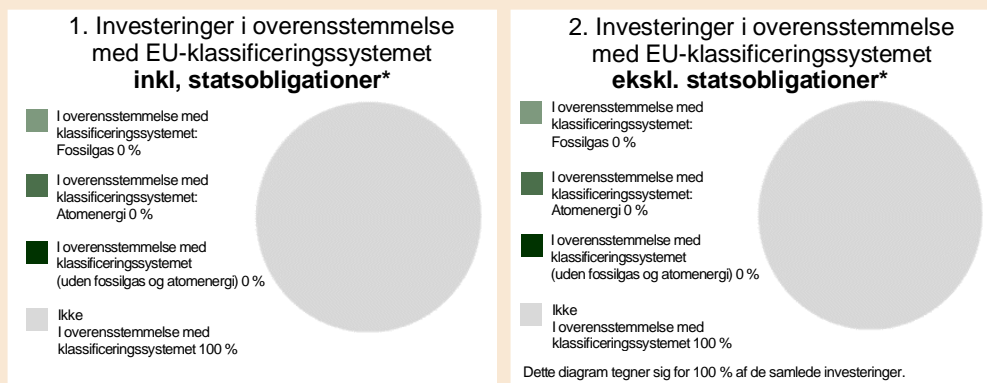 1. Investeringer i overensstemmelse
med EU-klassificeringssystemet
inkl, statsobligationer*
I overensstemmelse med
klassificeringssystemet:
Fossilgas 0 %
I overensstemmelse med
klassificeringssystemet:
Atomenergi 0 %
I overensstemmelse med
klassificeringssystemet
(uden fossilgas og atomenergi) 0 %
Ikke
I overensstemmelse med
klassificeringssystemet 100 %
2. Investeringer i overensstemmelse
med EU-klassificeringssystemet
ekskl. statsobligationer*
I overensstemmelse med
klassificeringssystemet:
Fossilgas 0 %
I overensstemmelse med
klassificeringssystemet:
Atomenergi 0 %
I overensstemmelse med
klassificeringssystemet
(uden fossilgas og atomenergi) 0 %
Ikke
I overensstemmelse med
klassificeringssystemet 100 %
Dette diagram tegner sig for 100 % af de samlede investeringer.